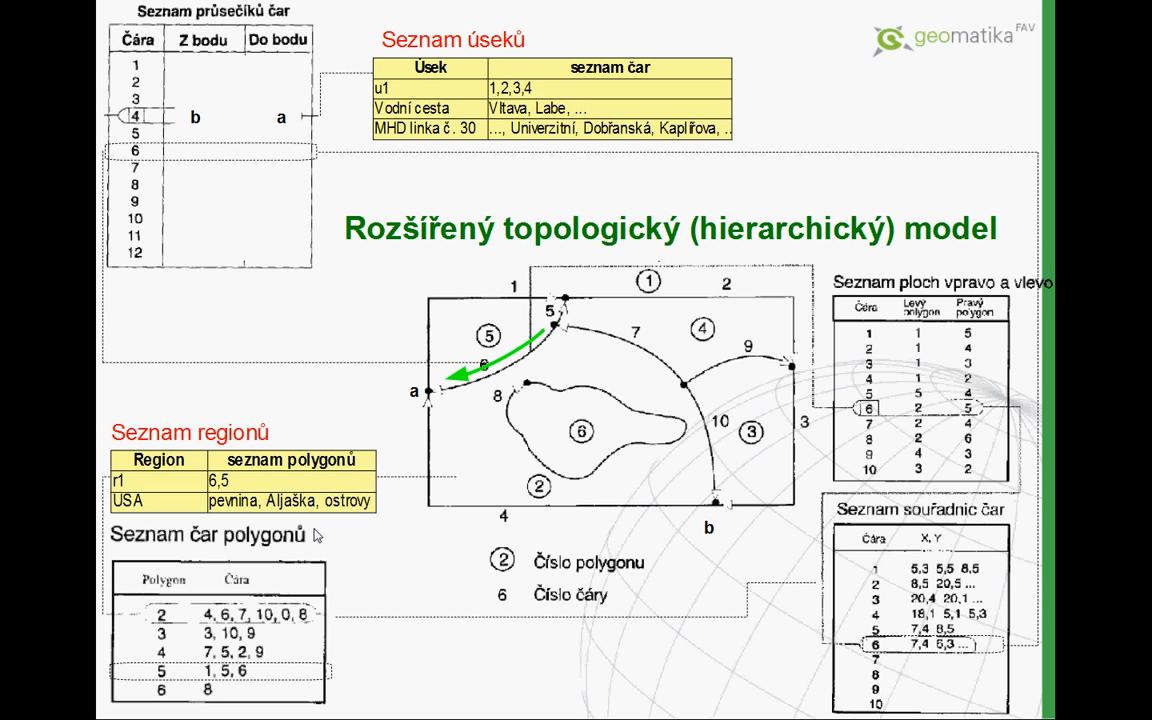 Seznam průsečíků čar
Čára Z bodu Do bodu
1
2
3
4 b a
5
6
7
8
9
10
11
12
Seznam úseků
Úsek seznam čar
u1 1,2,3,4
Vodní cesta Vltava, Labe, ...
MHD linka č. 30 ..., Univerzitní, Dobřanská, Kaplířova, ..
geomatika FAV
Rozšířený topologický (hierarchický) model
1 1 2
5
5 7 4
6 9
a 8
6 10 3 3
2
4 b
2 Číslo polygonu
6 Číslo čáry
Seznam regionů
Region seznam polygonů
r1 6,5
USA pevnina, Aljaška, ostrovy
Seznam čar polygonů
Polygon Čára
2 4, 6, 7, 10, 0, 8
3 3, 10, 9
4 7, 5, 2, 9
5 1, 5, 6
6 8
Seznam ploch vpravo a vlevo
Čára Levý polygon Pravý polygon
1 1 5
2 1 4
3 1 3
4 1 2
5 5 4
6 2 5
7 2 4
8 2 6
9 4 3
10 3 2
Seznam souřadnic čar
Čára X, Y
1 5,3 5,5 8,5
2 8,5 20,5 ...
3 20,4 20,1 ...
4 18,1 5,1 5,3
5 7,4 8,5
6 7,4 6,3 ...
7
8
9
10